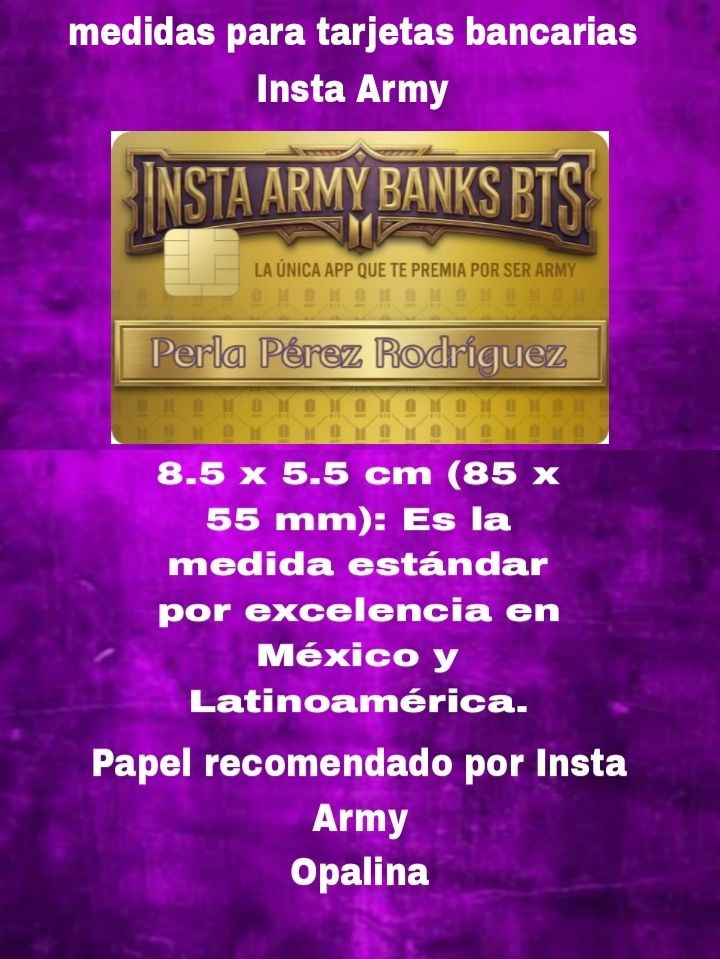 medidas para tarjetas bancarias
Insta Army
INSTA ARMY BANKS BTS
LA ÚNICA APP QUE TE PREMIA POR SER ARMY
Perla Pérez Rodríguez
8.5 x 5.5 cm (85 x
55 mm): Es la
medida estándar
por excelencia en
México y
Latinoamérica.
Papel recomendado por Insta
Army
Opalina